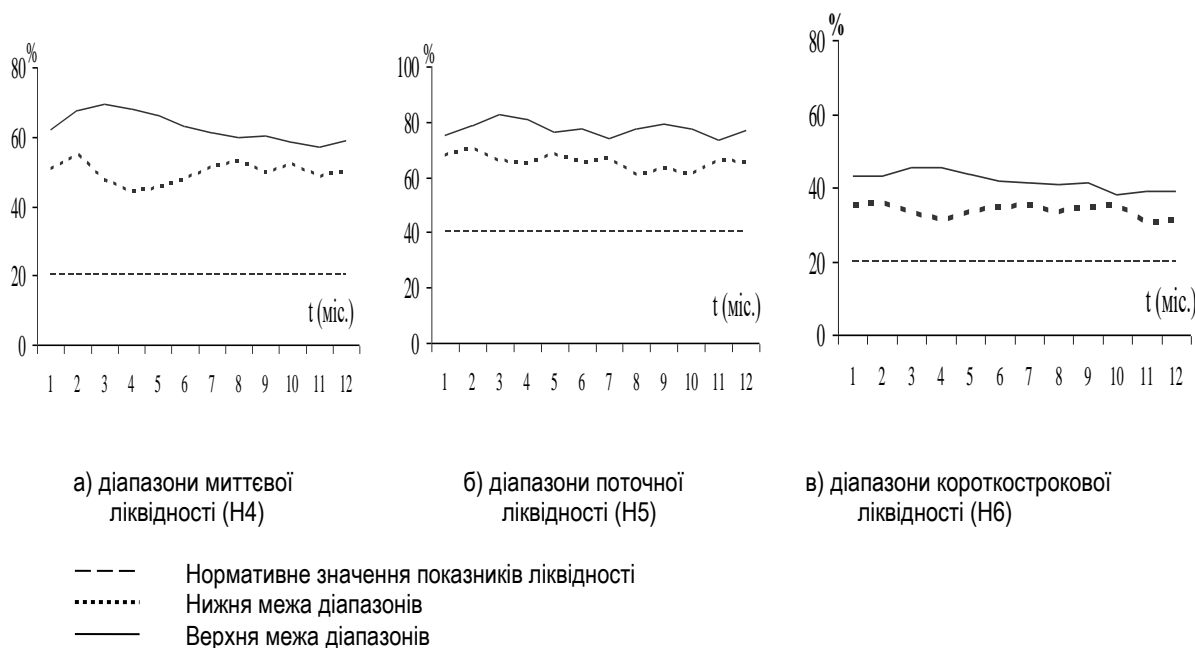 %
80
60
40
20
0
t (міс.)
1 2 3 4 5 6 7 8 9 10 11 12
%
100
80
60
40
20
0
t (міс.)
1 2 3 4 5 6 7 8 9 10 11 12
%
80
60
40
20
0
t (міс.)
1 2 3 4 5 6 7 8 9 10 11 12
а) діапазони миттєвої
ліквідності (Н4)
б) діапазони поточної
ліквідності (Н5)
в) діапазони короткострокової
ліквідності (Н6)
Нормативне значення показників ліквідності
Нижня межа діапазонів
Верхня межа діапазонів